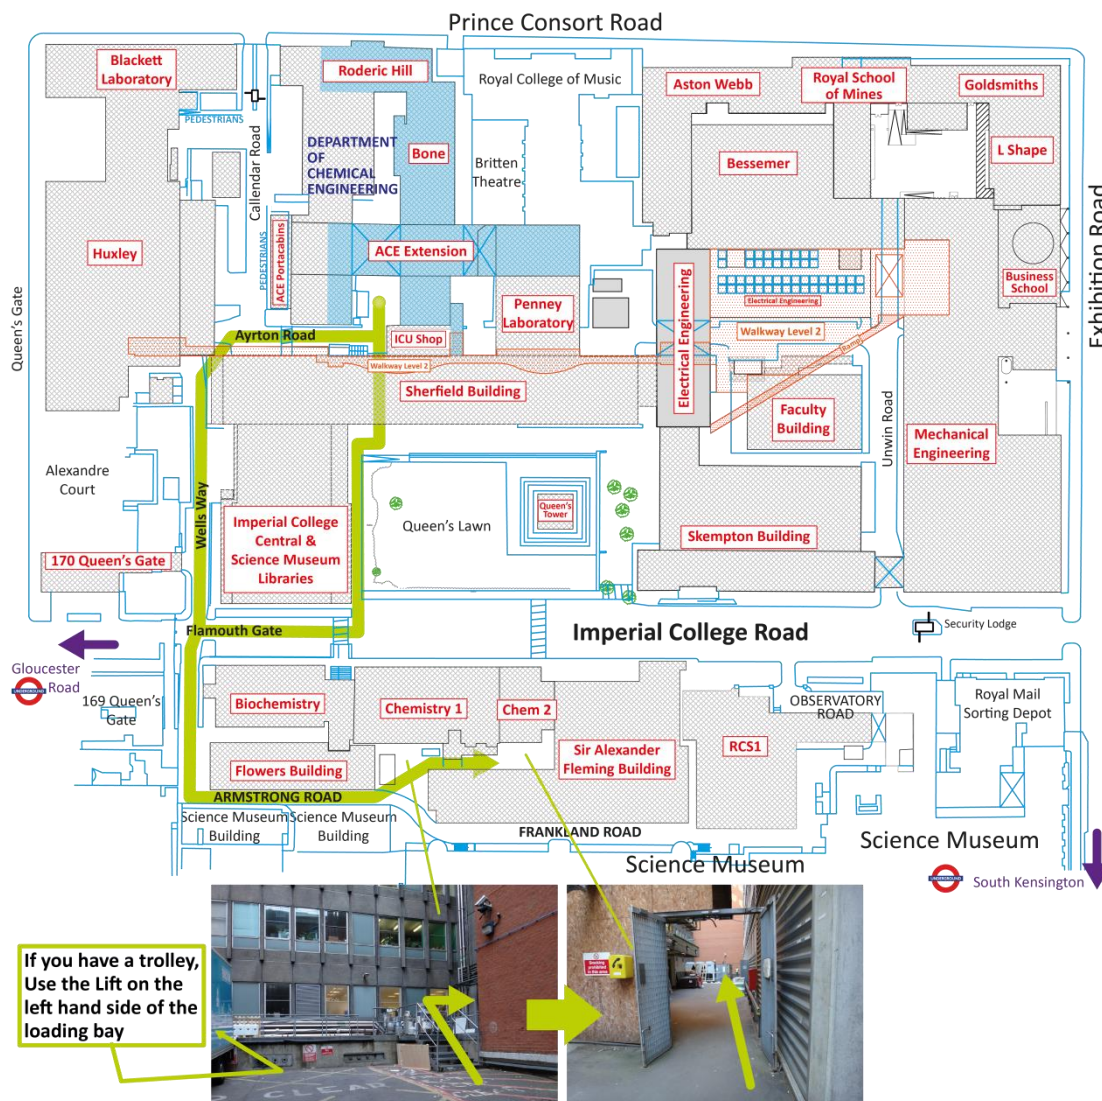 Prince Consort Road
Blackett
Laboratory
Roderic Hill
Royal College of Music
Aston Webb
Royal School
of Mines
Goldsmiths
PEDESTRIANS
Callendar Road
DEPARTMENT
OF
CHEMICAL
ENGINEERING
Bone
Britten
Theatre
Bessemer
L Shape
Huxley
PEDESTRIANS
ACE Portacabins
ACE Extension
Penney
Laboratory
Electrical Engineering
Electrical Engineering
Business
School
Exhibition Road
Queen's Gate
Ayrton Road
ICU Shop
Walkway Level 2
Walkway Level 2
Ramp
Sherfield Building
Faculty
Building
Unwin Road
Mechanical
Engineering
Alexandre
Court
Wells Way
Imperial College
Central &
Science Museum
Libraries
Queen's Lawn
Queen's
Tower
Skempton Building
170 Queen's Gate
Flamouth Gate
Imperial College Road
Security Lodge
Gloucester
Road
UNDERGROUND
169 Queen's
Gate
Biochemistry
Chemistry 1
Chem 2
OBSERVATORY
ROAD
Royal Mail
Sorting Depot
Flowers Building
Sir Alexander
Fleming Building
RCS1
ARMSTRONG ROAD
Science Museum
Building
Science Museum
Building
FRANKLAND ROAD
Science Museum
Science Museum
UNDERGROUND
South Kensington
If you have a trolley,
Use the Lift on the
left hand side of the
loading bay